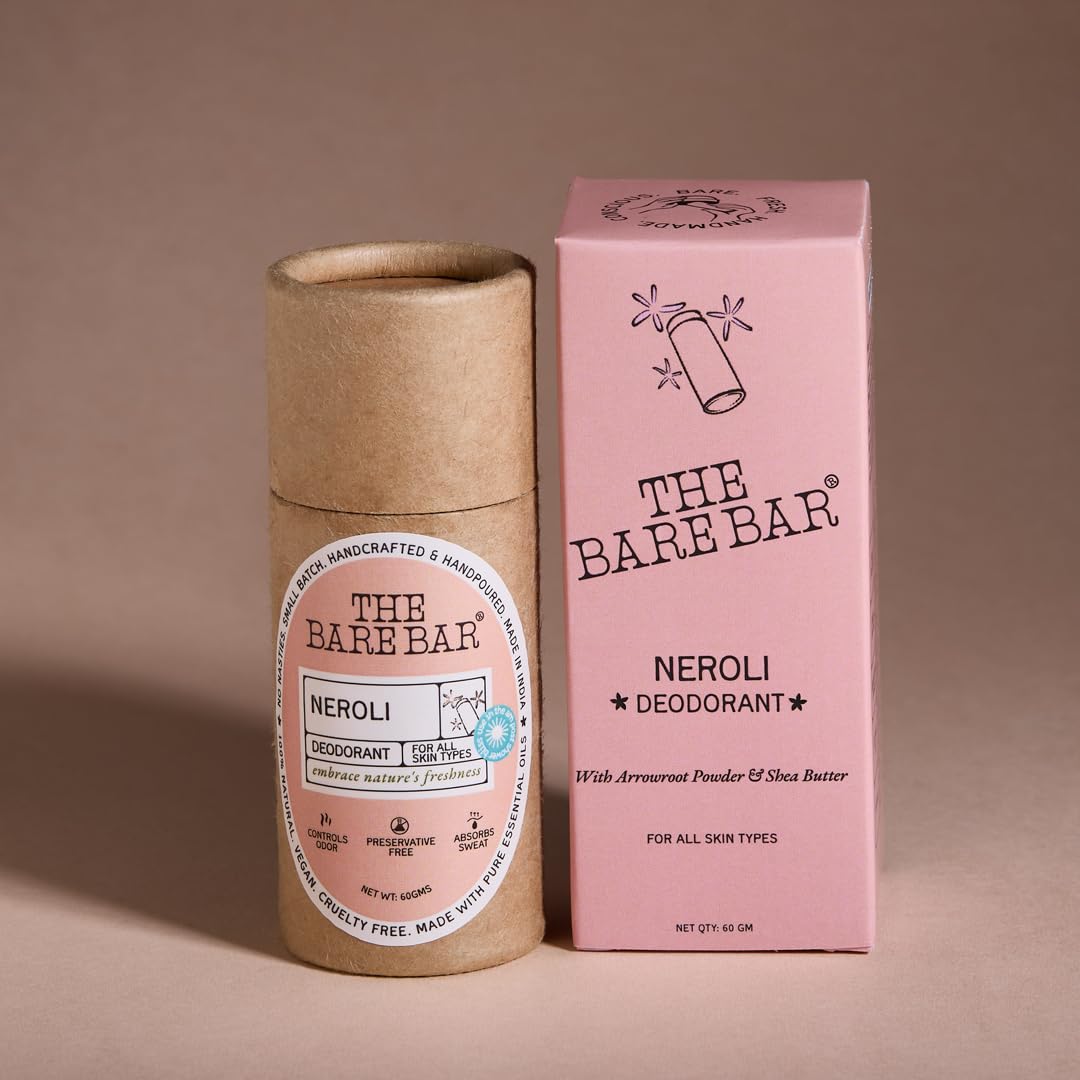 NO NASTIES. SMALL BATCH. HANDCRAFTED & HANDPOURED. MADE IN INDIA ★ 100% NATURAL. VEGAN. CRUELTY FREE. MADE WITH PURE ESSENTIAL OILS ★
THE
BARE BAR®
NEROLI
DEODORANT
FOR ALL
SKIN TYPES
embrace nature's freshness
CONTROLS
ODOR
PRESERVATIVE
FREE
ABSORBS
SWEAT
NET WT: 60GMS
CONSCIOUS. BARE. FRESH. HANDMADE.
THE
BARE BAR®
NEROLI
★ DEODORANT ★
With Arrowroot Powder & Shea Butter
FOR ALL SKIN TYPES
NET QTY: 60 GM